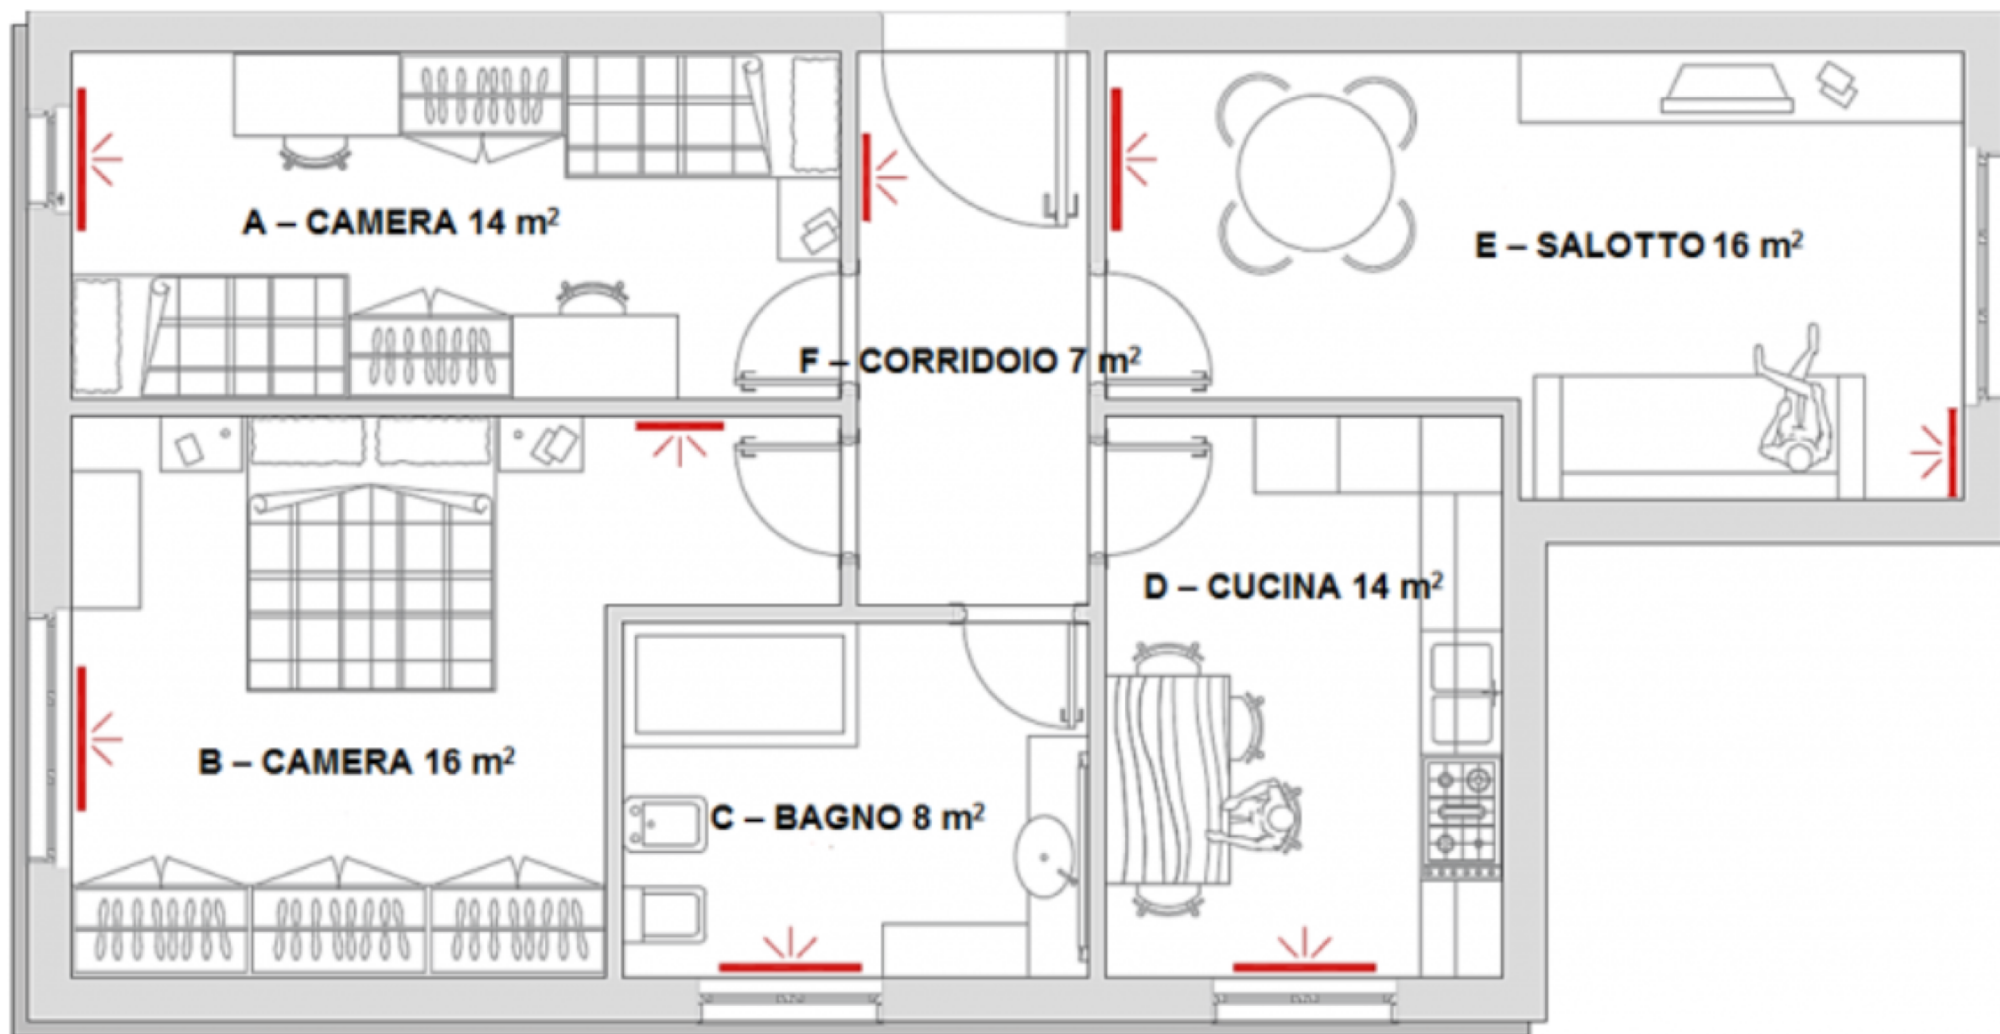 A – CAMERA 14 m²
E – SALOTTO 16 m²
F – CORRIDOIO 7 m²
D – CUCINA 14 m²
B – CAMERA 16 m²
C – BAGNO 8 m²